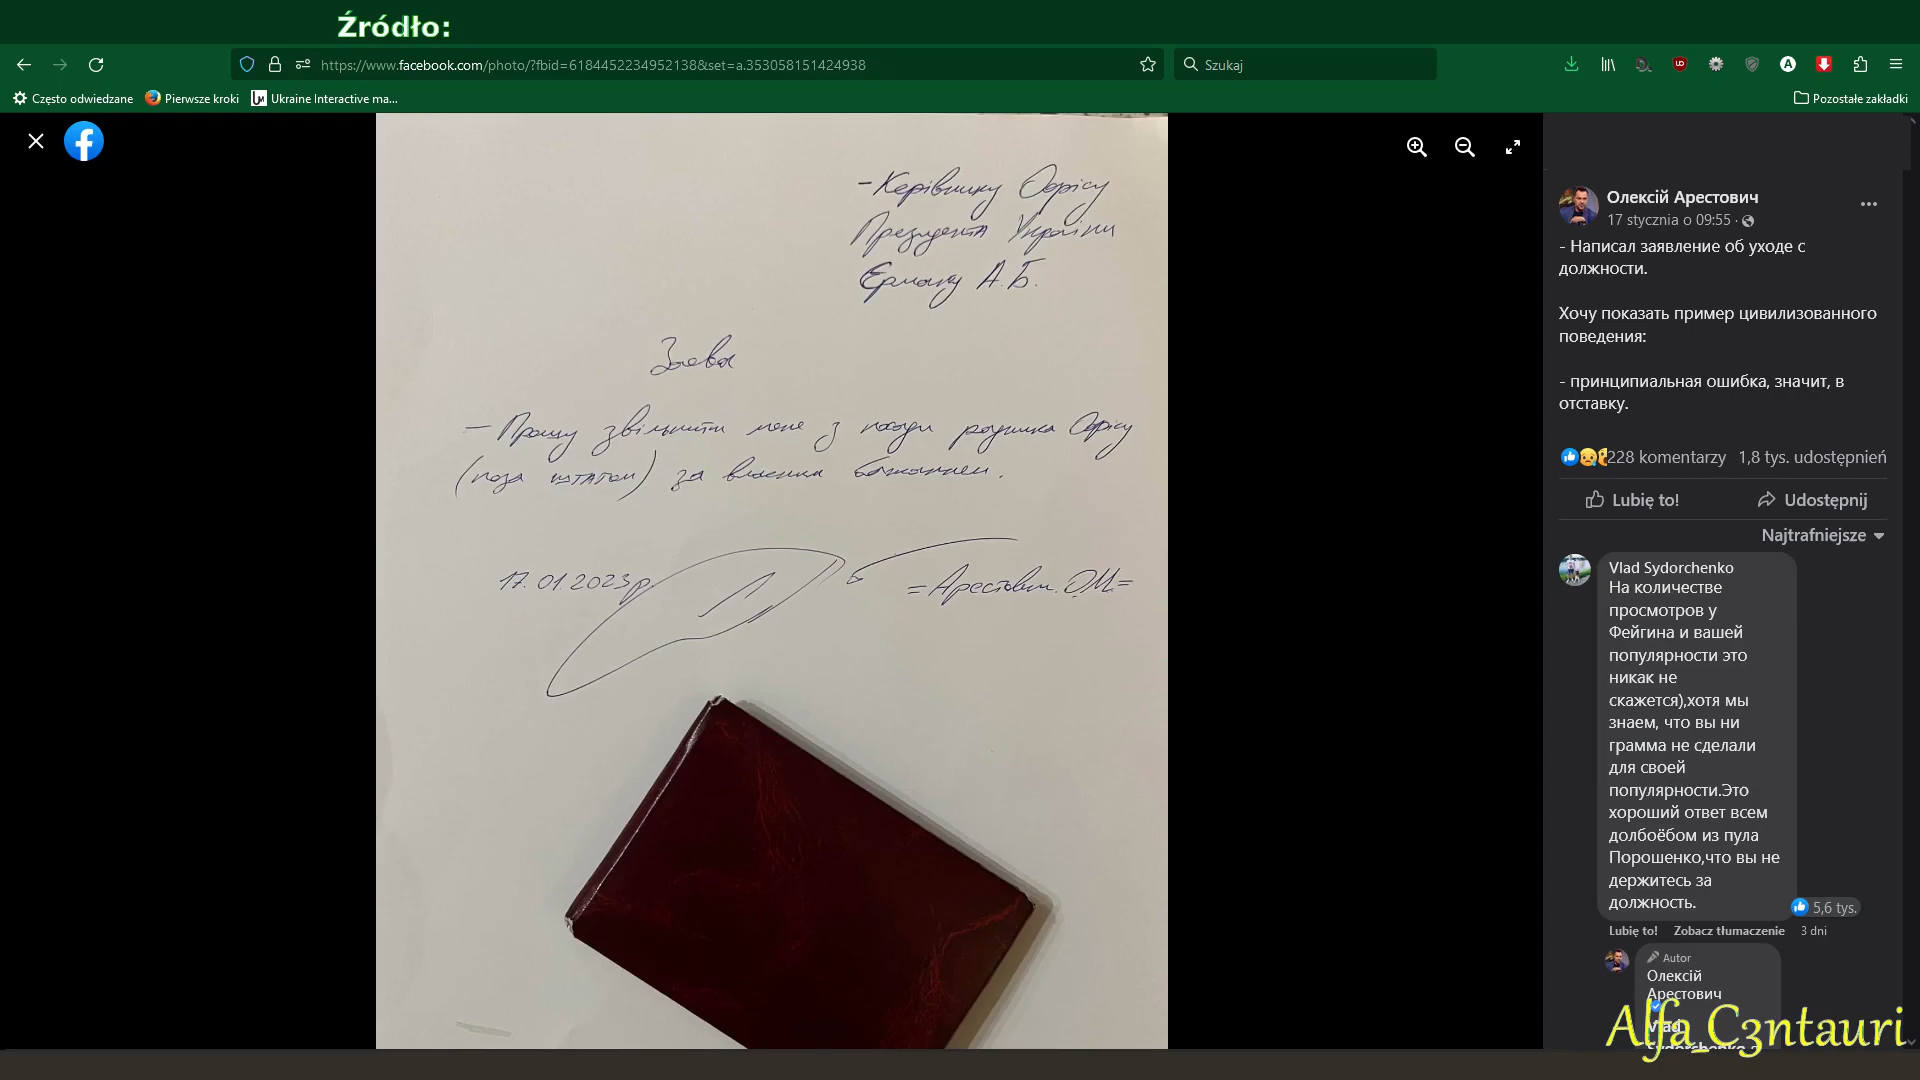 Źródło:
https://www.facebook.com/photo/?fbid=6184452234952138&set=a.353058151424938
Szukaj
Często odwiedzane
Pierwsze kroki
Ukraine Interactive ma...
Pozostałe zakładki
- Керівнику Офісу
Президента України
Єрмаку А.Б.
Заява
- Прошу звільнити мене з посади радника Офісу
(поза штатом) за власним бажанням.
17.01.2023р.
=Арестович. О.М.=
Олексій Арестович
17 stycznia o 09:55 ·
- Написал заявление об уходе с
должности.
Хочу показать пример цивилизованного
поведения:
- принципиальная ошибка, значит, в
отставку.
228 komentarzy 1,8 tys. udostępnień
Lubię to! Udostępnij
Najtrafniejsze
Vlad Sydorchenko
На количестве
просмотров у
Фейгина и вашей
популярности это
никак не
скажется),хотя мы
знаем, что вы ни
грамма не сделали
для своей
популярности.Это
хороший ответ всем
долбоёбом из пула
Порошенко,что вы не
держитесь за
должность.
5,6 tys.
Lubię to! Zobacz tłumaczenie 3 dni
Autor
Олексій
Арестович
Vlad
Alfa_C3ntauri